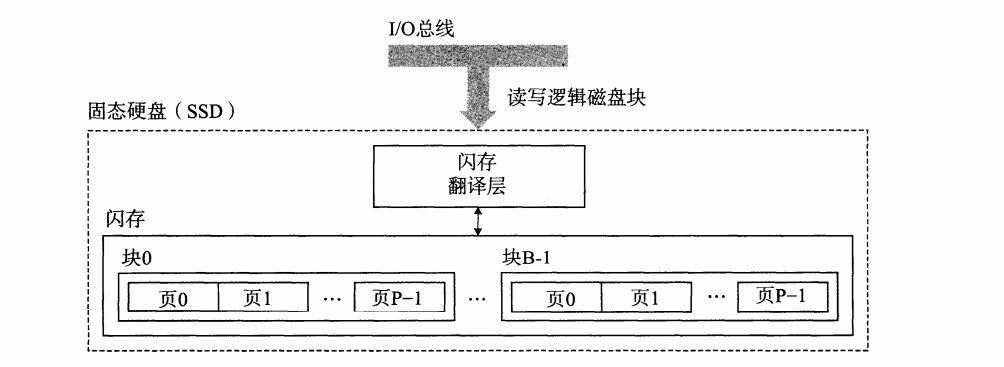 I/O总线
读写逻辑磁盘块
固态硬盘（SSD）
闪存
翻译层
闪存
块0
块B-1
页0 页1 … 页P-1 … 页0 页1 … 页P-1